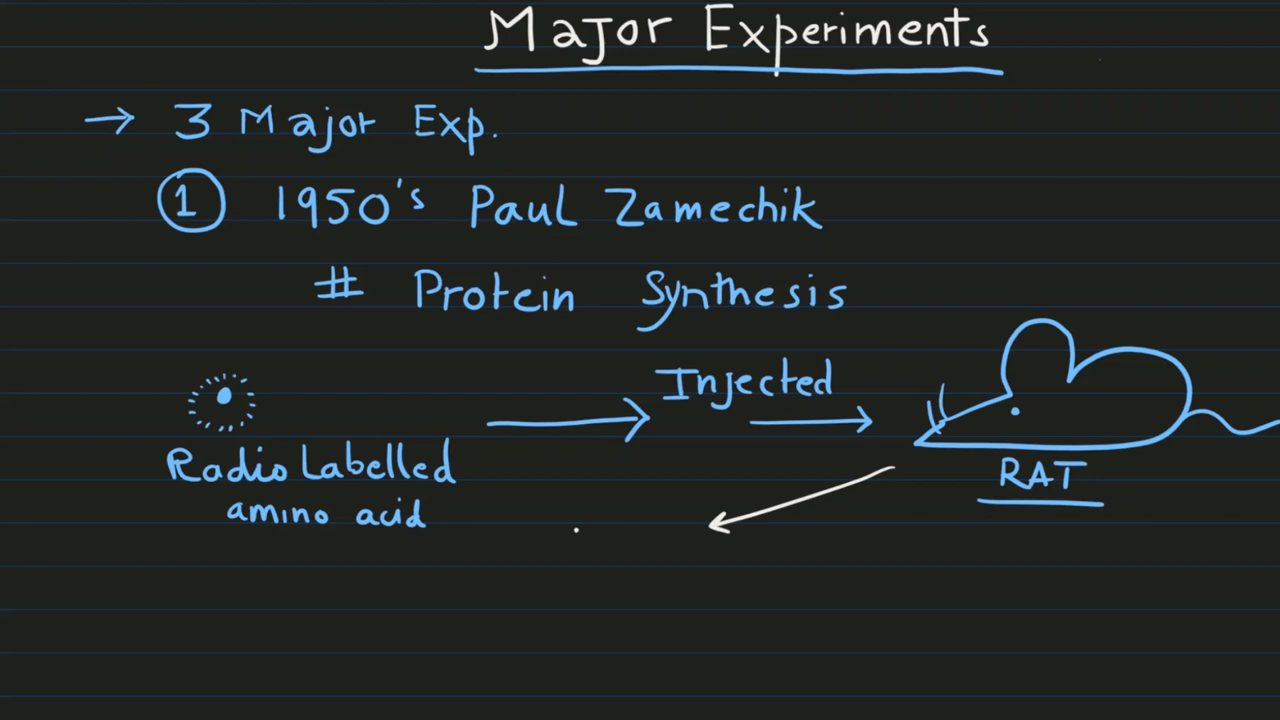 Major Experiments
→ 3 Major Exp.
① 1950's Paul Zamechik
# Protein Synthesis
Injected
Radio Labelled
amino acid
RAT